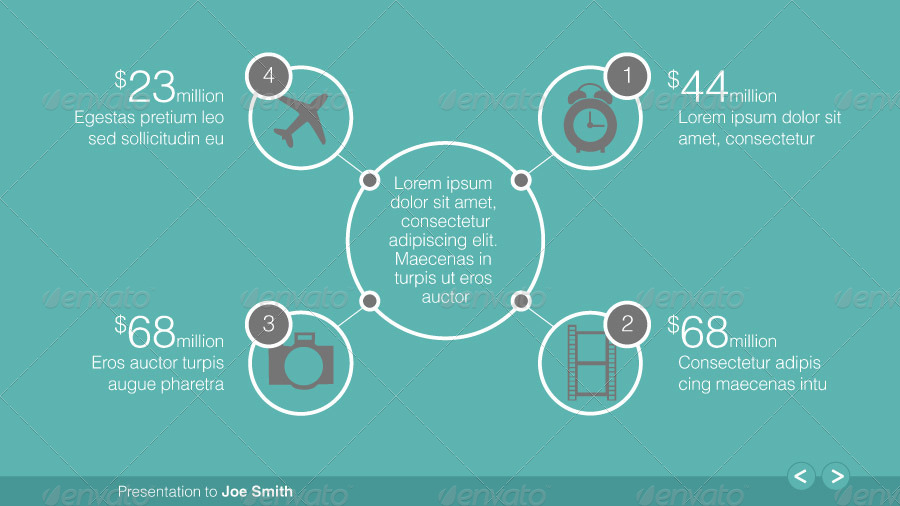 4
$23million
Egestas pretium leo
sed sollicitudin eu
1
$44million
Lorem ipsum dolor sit
amet, consectetur
Lorem ipsum
dolor sit amet,
consectetur
adipiscing elit.
Maecenas in
turpis ut eros
auctor
3
$68million
Eros auctor turpis
augue pharetra
2
$68million
Consectetur adipis
cing maecenas intu
Presentation to Joe Smith
< >
envato